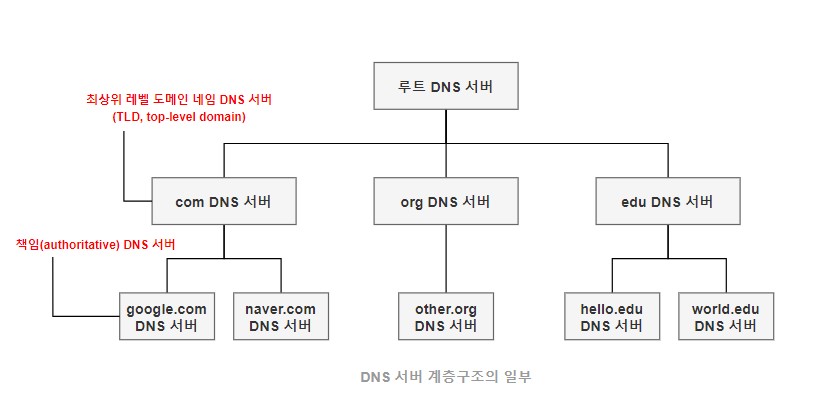 루트 DNS 서버
최상위 레벨 도메인 네임 DNS 서버
(TLD, top-level domain)
com DNS 서버
org DNS 서버
edu DNS 서버
책임(authoritative) DNS 서버
google.com
DNS 서버
naver.com
DNS 서버
other.org
DNS 서버
hello.edu
DNS 서버
world.edu
DNS 서버
DNS 서버 계층구조의 일부